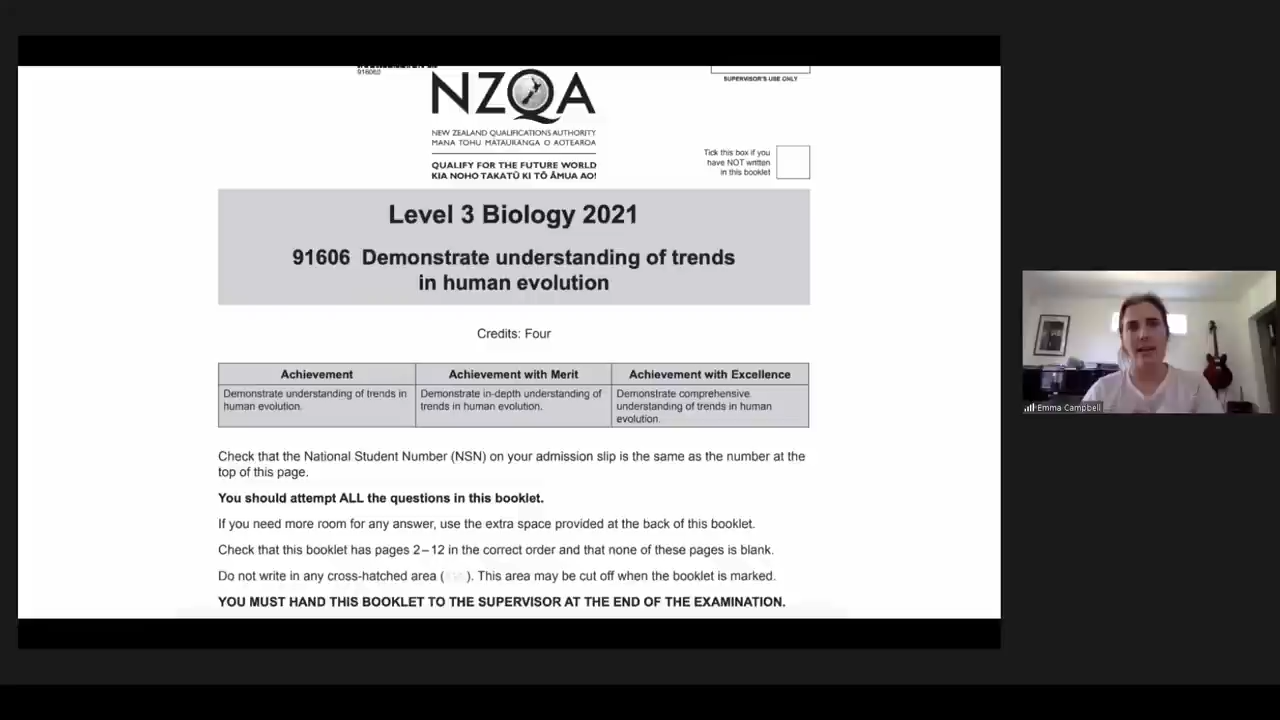 91606
SUPERVISOR'S USE ONLY
NZQA
NEW ZEALAND QUALIFICATIONS AUTHORITY
MANA TOHU MATAURANGA O AOTEAROA
QUALIFY FOR THE FUTURE WORLD
KIA NOHO TAKATŪ KI TŌ ĀMUA AO!
Tick this box if you
have NOT written
in this booklet
Level 3 Biology 2021
91606 Demonstrate understanding of trends
in human evolution
Credits: Four
Achievement
Achievement with Merit
Achievement with Excellence
Demonstrate understanding of trends in
human evolution.
Demonstrate in-depth understanding of
trends in human evolution.
Demonstrate comprehensive
understanding of trends in human
evolution.
Check that the National Student Number (NSN) on your admission slip is the same as the number at the
top of this page.
You should attempt ALL the questions in this booklet.
If you need more room for any answer, use the extra space provided at the back of this booklet.
Check that this booklet has pages 2–12 in the correct order and that none of these pages is blank.
Do not write in any cross-hatched area ( ). This area may be cut off when the booklet is marked.
YOU MUST HAND THIS BOOKLET TO THE SUPERVISOR AT THE END OF THE EXAMINATION.
Emma Campbell